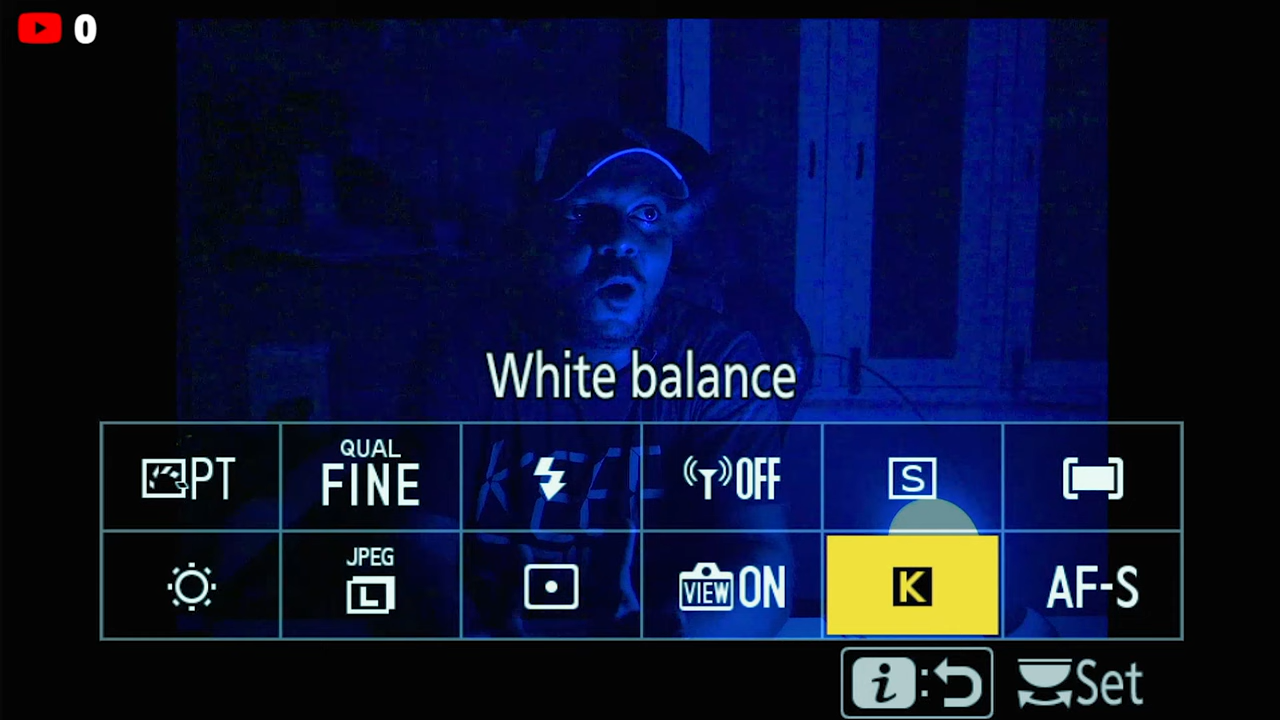 0
White balance
PT
QUAL
FINE
OFF
S
JPEG
L
VIEW ON
K
AF-S
i: Set